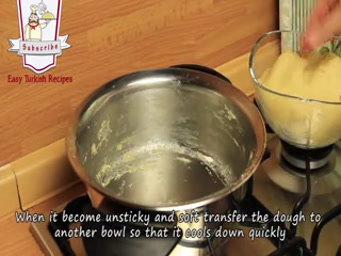 Subscribe
Easy Turkish Recipes
When it become unsticky and soft transfer the dough to
another bowl so that it cools down quickly